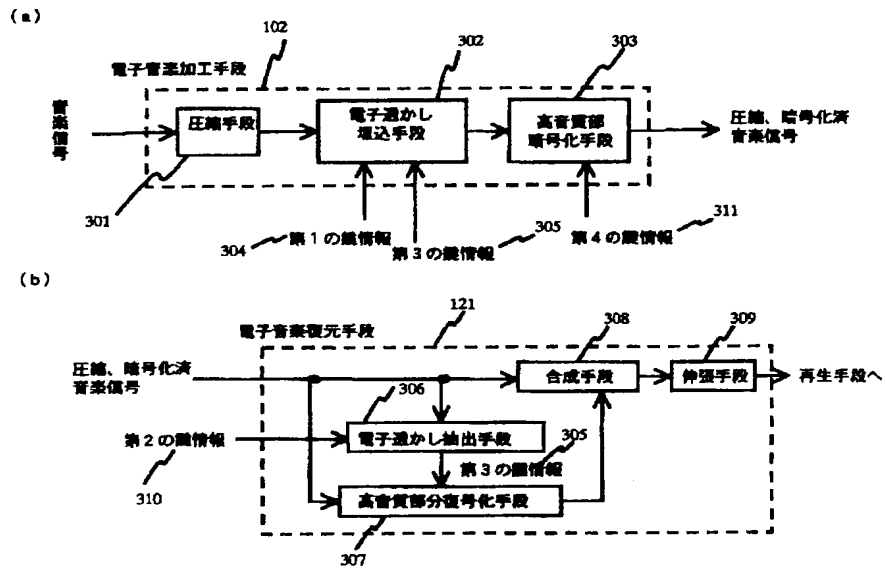 (a)
102
302
303
電子音楽加工手段
音楽信号
圧縮手段
電子透かし
埋込手段
高音質部
暗号化手段
圧縮、暗号化済
音楽信号
301
304
第1の鍵情報
第3の鍵情報
305
第4の鍵情報
311
(b)
121
308
309
電子音楽復元手段
圧縮、暗号化済
音楽信号
306
合成手段
伸張手段
再生手段へ
第2の鍵情報
電子透かし抽出手段
305
310
第3の鍵情報
高音質部分復号化手段
307